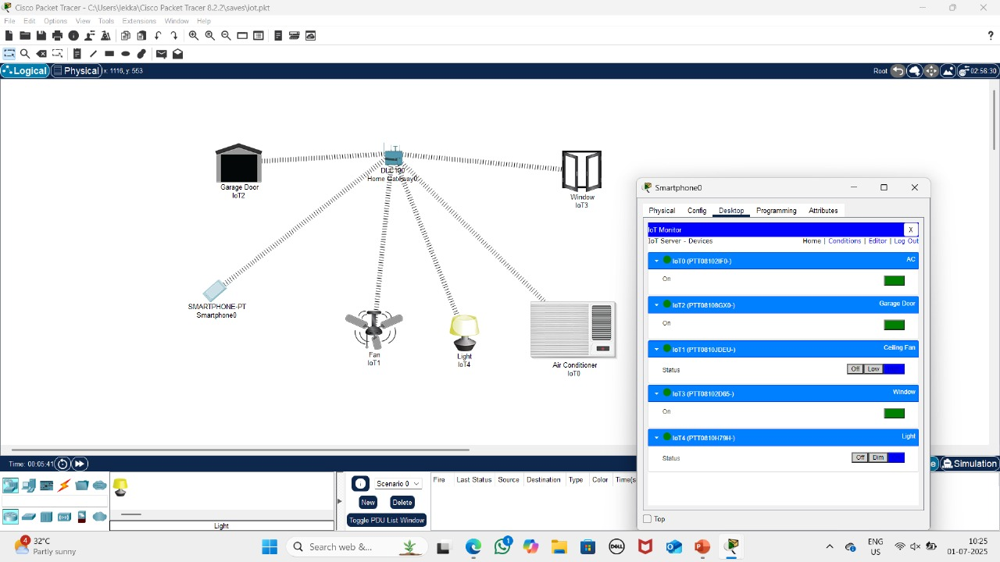 Cisco Packet Tracer - C:\Users\lekka\Cisco Packet Tracer 8.2.2\saves\iot.pkt
File Edit Options View Tools Extensions Window Help
?
Logical Physical x: 1116, y: 553 Root 02:56:30
Garage Door
IoT2
Home Gateway0
Window
IoT3
SMARTPHONE-PT
Smartphone0
Fan
IoT1
Light
IoT4
Air Conditioner
IoT0
Smartphone0
Physical Config Desktop Programming Attributes
IoT Monitor X
IoT Server - Devices Home | Conditions | Editor | Log Out
IoT0 (PTT08102IF0-) AC
On
IoT2 (PTT08108GX0-) Garage Door
On
IoT1 (PTT0810JDEU-) Ceiling Fan
Status Off Low
IoT3 (PTT08102D65-) Window
On
IoT4 (PTT0810H79H-) Light
Status Off Dim
Top
Time: 00:05:41 Simulation
Scenario 0
New Delete
Toggle PDU List Window
Fire Last Status Source Destination Type Color Time(s
Light
4 32°C
Partly sunny
Search web &...
1
DELL
ENG
US
10:25
01-07-2025